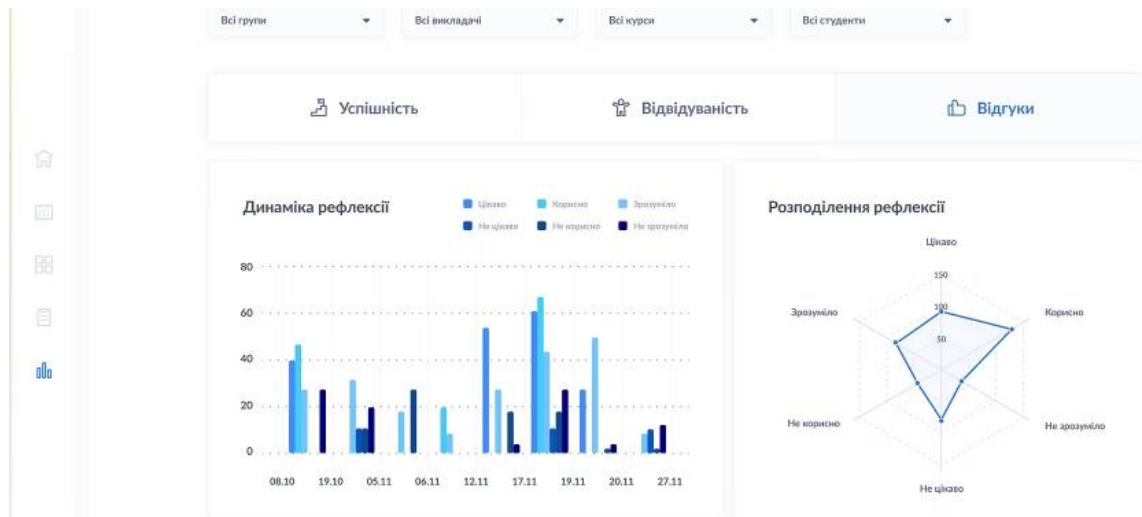 Всі групи Всі викладачі Всі курси Всі студенти
Успішність Відвідуваність Відгуки
Динаміка рефлексії
Цікаво Корисно Зрозуміло
Не цікаво Не корисно Не зрозуміло
80
60
40
20
0
08.10 19.10 05.11 06.11 12.11 17.11 19.11 20.11 27.11
Розподілення рефлексії
Цікаво
150
100
50
Зрозуміло Корисно
Не корисно Не зрозуміло
Не цікаво